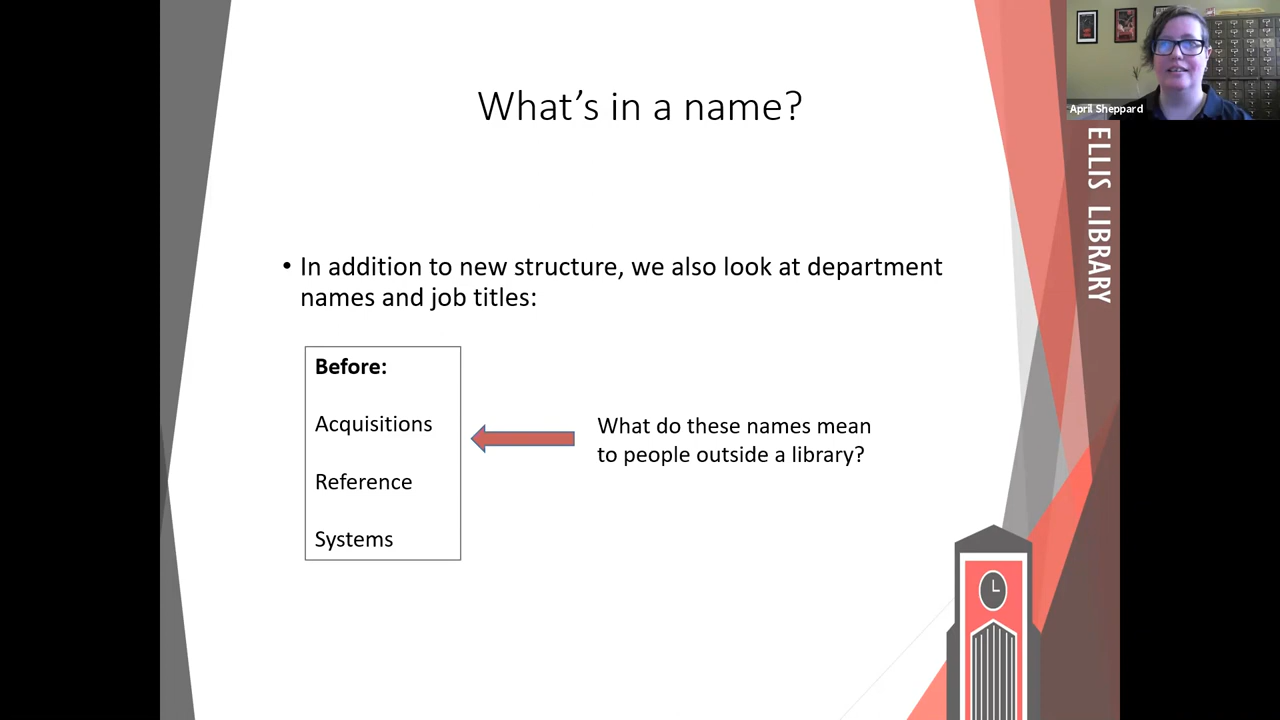 What's in a name?
April Sheppard
ELLIS LIBRARY
• In addition to new structure, we also look at department
names and job titles:
Before:
Acquisitions
Reference
Systems
What do these names mean
to people outside a library?